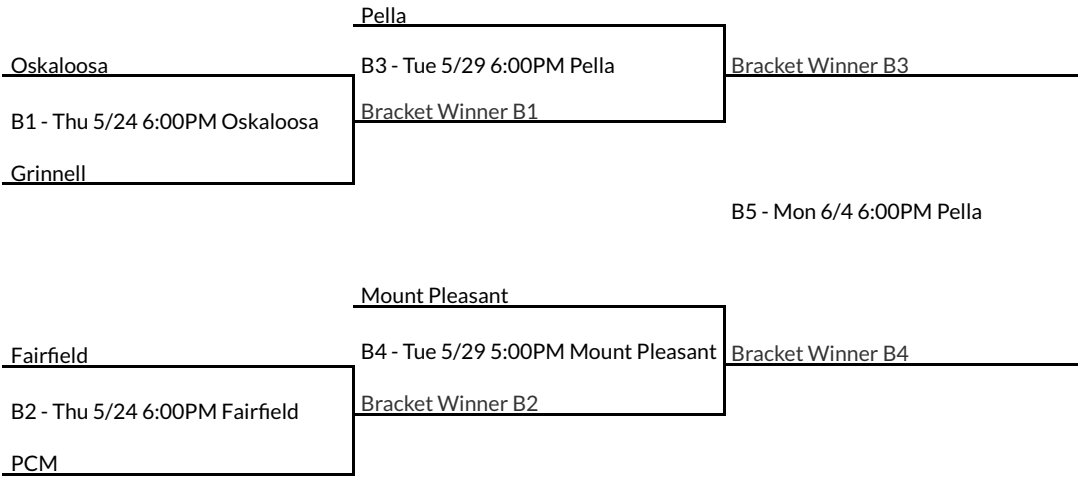 Pella
Oskaloosa
B3 - Tue 5/29 6:00PM Pella
Bracket Winner B3
B1 - Thu 5/24 6:00PM Oskaloosa
Bracket Winner B1
Grinnell
B5 - Mon 6/4 6:00PM Pella
Mount Pleasant
Fairfield
B4 - Tue 5/29 5:00PM Mount Pleasant
Bracket Winner B4
B2 - Thu 5/24 6:00PM Fairfield
Bracket Winner B2
PCM